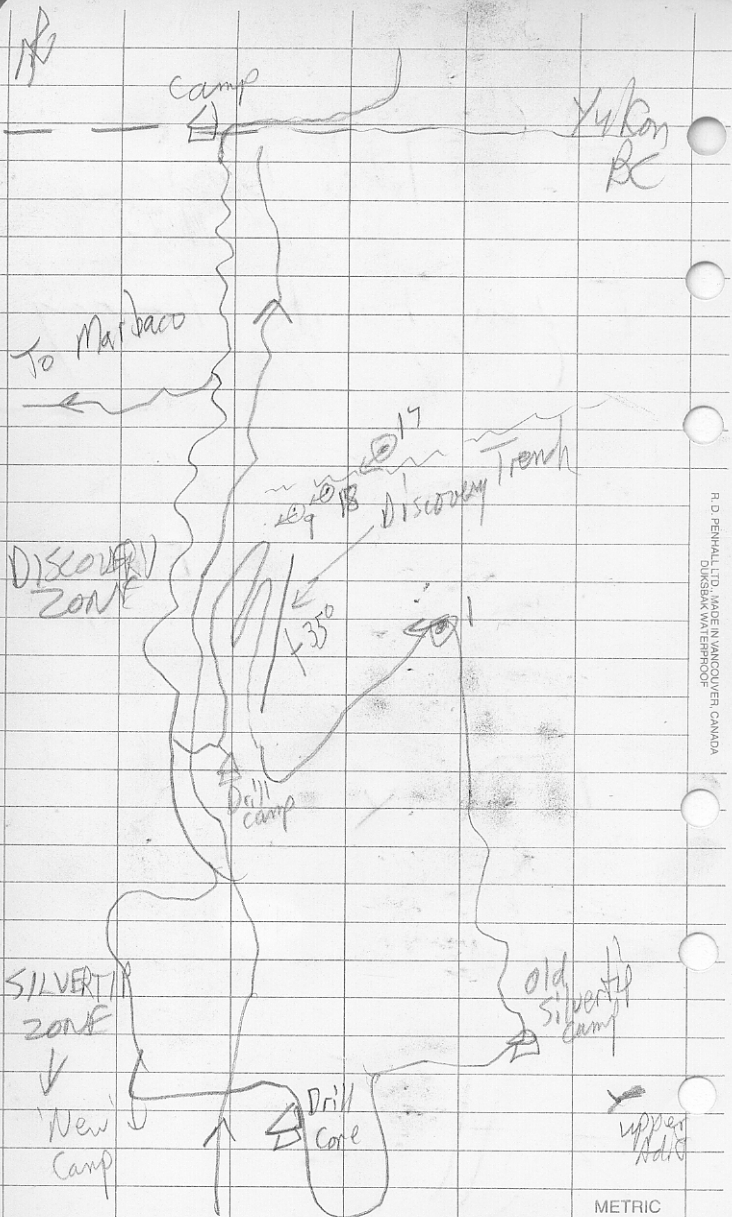 Camp
Yukon
BC
To Marbaco
17
18
9
Discovery Trench
DISCOVERY
ZONE
+35°
1
Drill
camp
R. D. PENHALL LTD., MADE IN VANCOUVER, CANADA
DUKSBAK WATERPROOF
SILVERTIP
ZONE
'New'
Camp
Old
Silvertip
Camp
Drill
Core
upper
Adit
METRIC